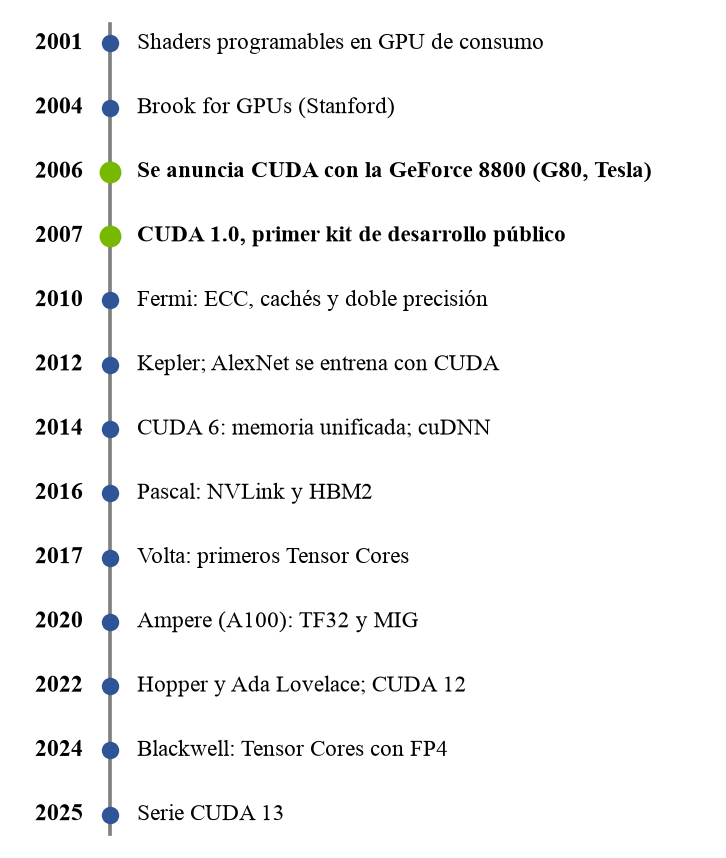 2001 Shaders programables en GPU de consumo
2004 Brook for GPUs (Stanford)
2006 Se anuncia CUDA con la GeForce 8800 (G80, Tesla)
2007 CUDA 1.0, primer kit de desarrollo público
2010 Fermi: ECC, cachés y doble precisión
2012 Kepler; AlexNet se entrena con CUDA
2014 CUDA 6: memoria unificada; cuDNN
2016 Pascal: NVLink y HBM2
2017 Volta: primeros Tensor Cores
2020 Ampere (A100): TF32 y MIG
2022 Hopper y Ada Lovelace; CUDA 12
2024 Blackwell: Tensor Cores con FP4
2025 Serie CUDA 13